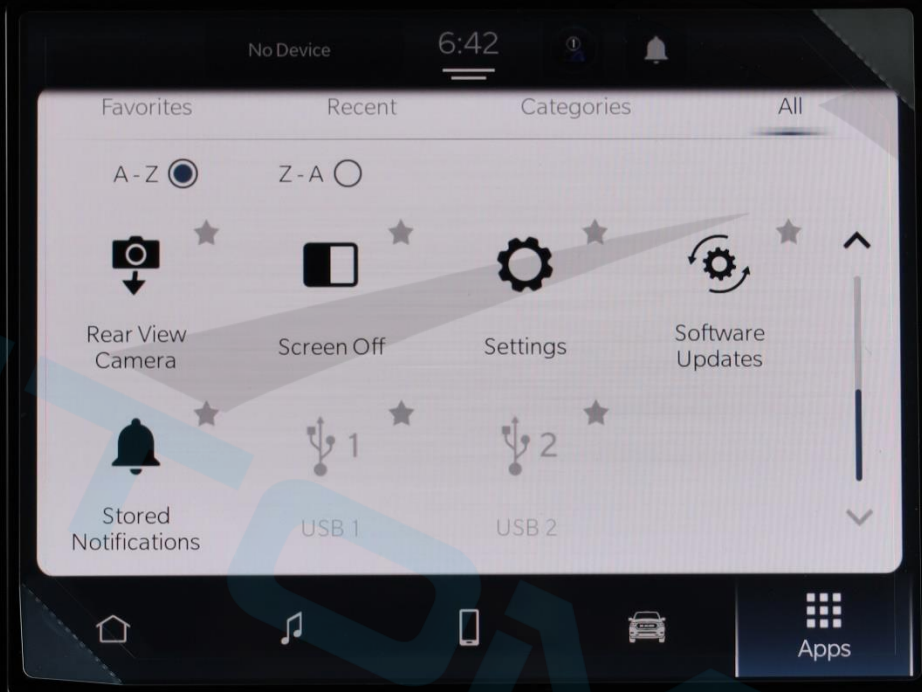 No Device
6:42
Favorites
Recent
Categories
All
A - Z
Z - A
Rear View
Camera
Screen Off
Settings
Software
Updates
1
2
Stored
Notifications
USB 1
USB 2
Apps